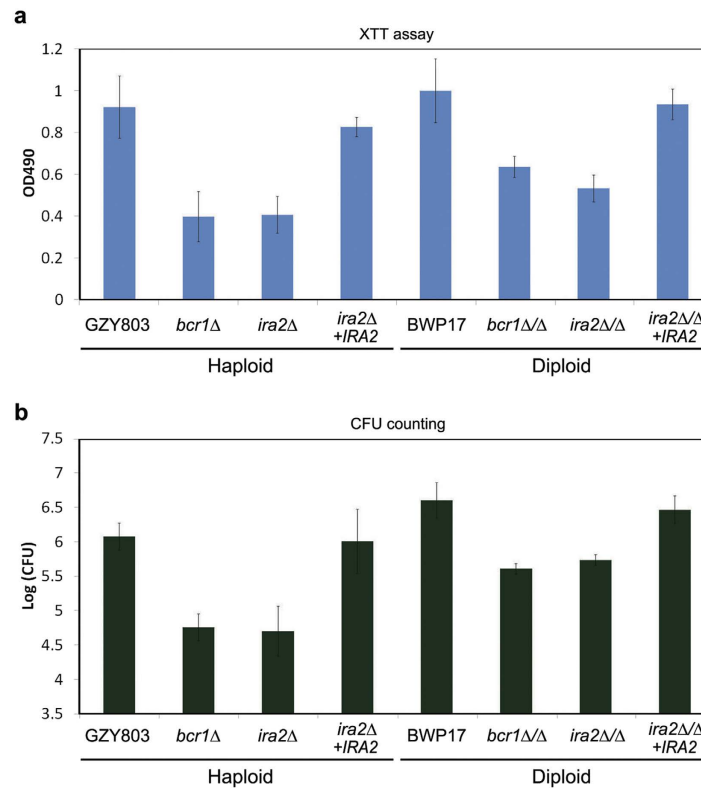 a
XTT assay
1.2
1
0.8
0.6
0.4
0.2
0
OD490
GZY803 bcr1Δ ira2Δ ira2Δ +IRA2 BWP17 bcr1Δ/Δ ira2Δ/Δ ira2Δ/Δ +IRA2
Haploid Diploid
b
CFU counting
7.5
7
6.5
6
5.5
5
4.5
4
3.5
Log (CFU)
GZY803 bcr1Δ ira2Δ ira2Δ +IRA2 BWP17 bcr1Δ/Δ ira2Δ/Δ ira2Δ/Δ +IRA2
Haploid Diploid